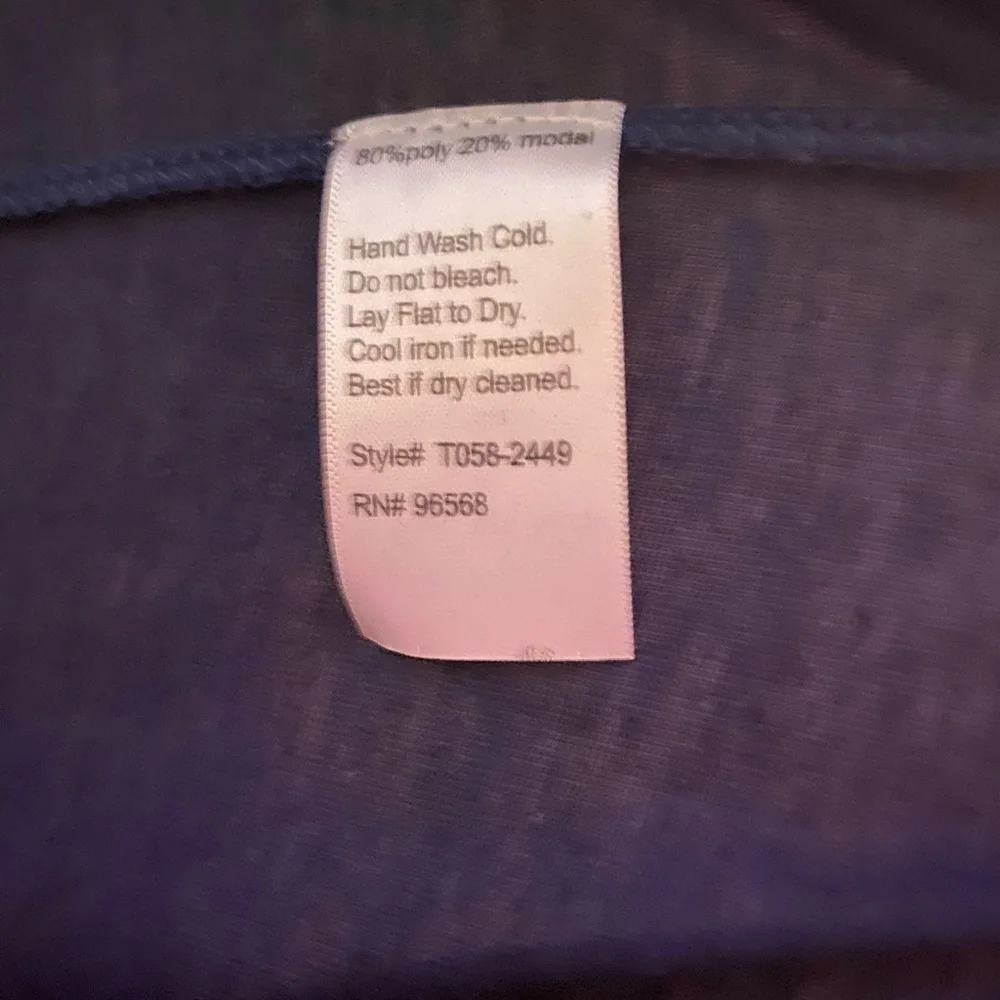 80%poly 20% modal
Hand Wash Cold.
Do not bleach.
Lay Flat to Dry.
Cool iron if needed.
Best if dry cleaned.
Style# T058-2449
RN# 96568